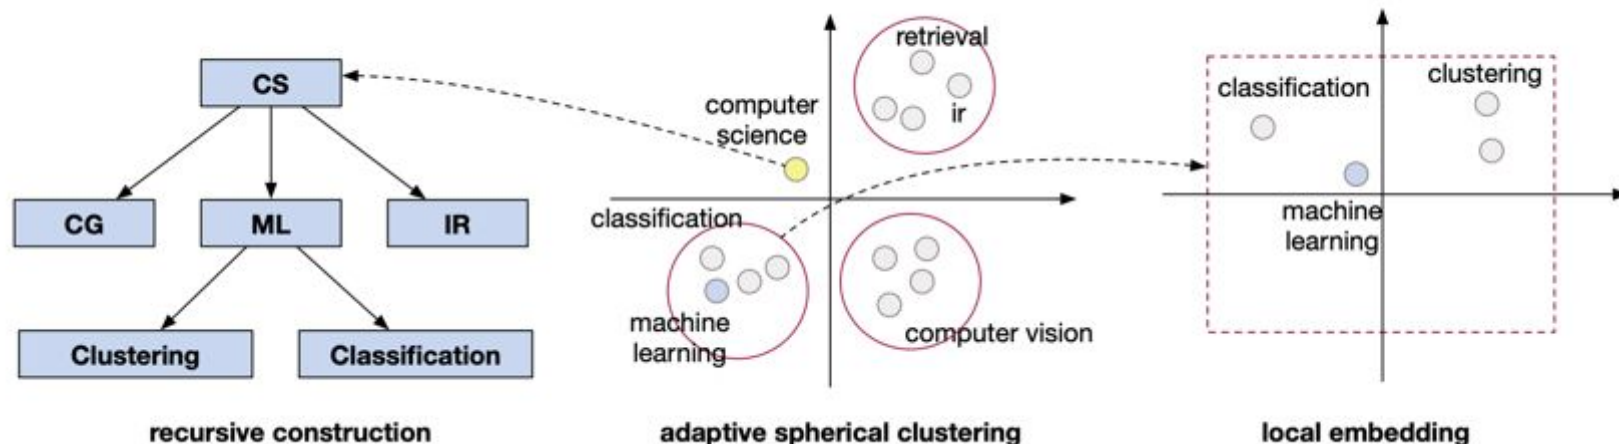 CS
CG
ML
IR
Clustering
Classification
recursive construction
retrieval
ir
computer
science
classification
machine
learning
computer vision
adaptive spherical clustering
classification
clustering
machine
learning
local embedding